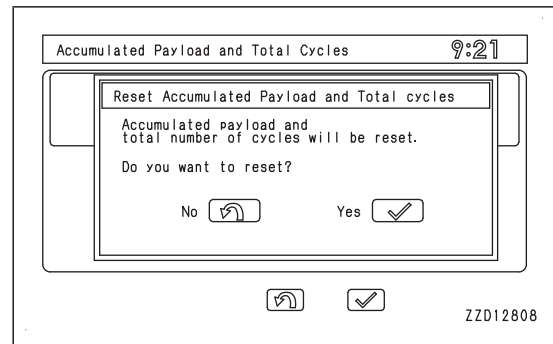 Accumulated Payload and Total Cycles 9:21
Reset Accumulated Payload and Total cycles
Accumulated payload and
total number of cycles will be reset.
Do you want to reset?
No Yes
ZZD12808